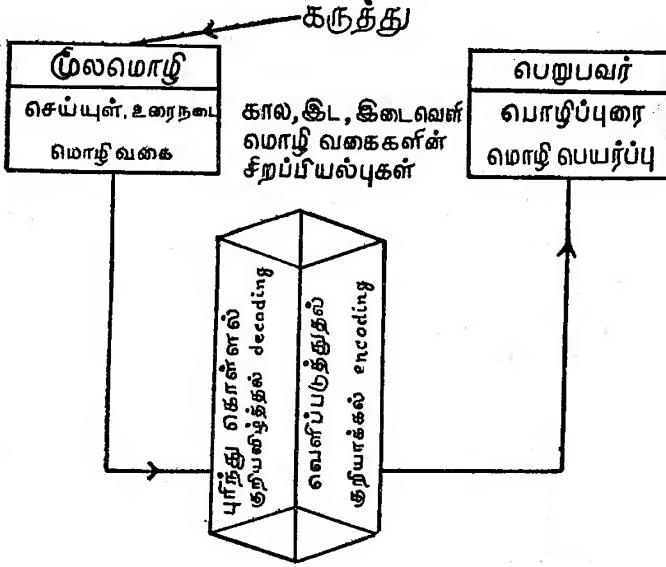 கருத்து
மூலமொழி
செய்யுள், உரைநடை
மொழி வகை
கால, இட, இடைவெளி
மொழி வகைகளின்
சிறப்பியல்புகள்
பெறுபவர்
பொழிப்புரை
மொழி பெயர்ப்பு
புரிந்து கொள்ளல்
குறியவிழ்த்தல் decoding
வெளிப்படுத்துதல்
குறியாக்கல் encoding